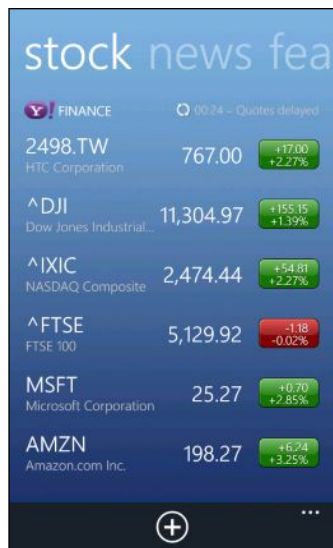 stock news fea
Y! FINANCE 00:24 – Quotes delayed
2498.TW 767.00 +17.00
HTC Corporation +2.27%
^DJI 11,304.97 +155.15
Dow Jones Industrial... +1.39%
^IXIC 2,474.44 +54.81
NASDAQ Composite +2.27%
^FTSE 5,129.92 -1.18
FTSE 100 -0.02%
MSFT 25.27 +0.70
Microsoft Corporation +2.85%
AMZN 198.27 +6.24
Amazon.com Inc. +3.25%